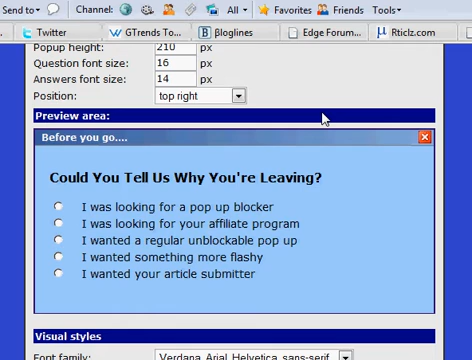 Send to Channel: All Favorites Friends Tools
Twitter GTrends To... Bloglines Energy Forum... Rticlz.com
Popup height: 210 px
Question font size: 16 px
Answers font size: 14 px
Position: top right
Preview area:
Before you go....
Could You Tell Us Why You're Leaving?
I was looking for a pop up blocker
I was looking for your affiliate program
I wanted a regular unblockable pop up
I wanted something more flashy
I wanted your article submitter
Visual styles
Font family: Verdana, Arial, Helvetica, sans-serif